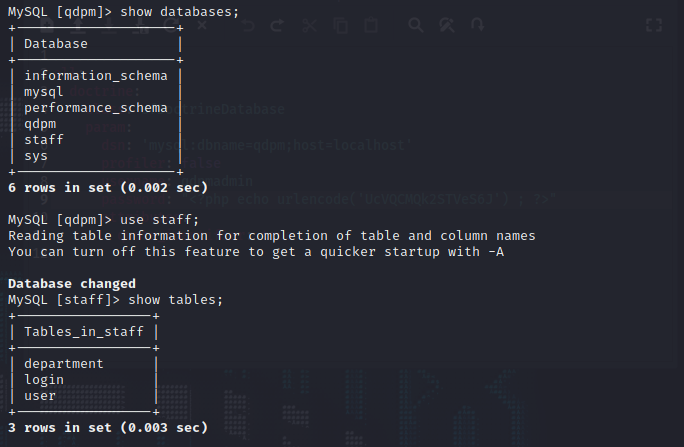 MySQL [qdpm]> show databases;
+--------------------+
| Database           |
+--------------------+
| information_schema |
| mysql              |
| performance_schema |
| qdpm               |
| staff              |
| sys                |
+--------------------+
6 rows in set (0.002 sec)
MySQL [qdpm]> use staff;
Reading table information for completion of table and column names
You can turn off this feature to get a quicker startup with -A
Database changed
MySQL [staff]> show tables;
+-----------------+
| Tables_in_staff |
+-----------------+
| department      |
| login           |
| user            |
+-----------------+
3 rows in set (0.003 sec)